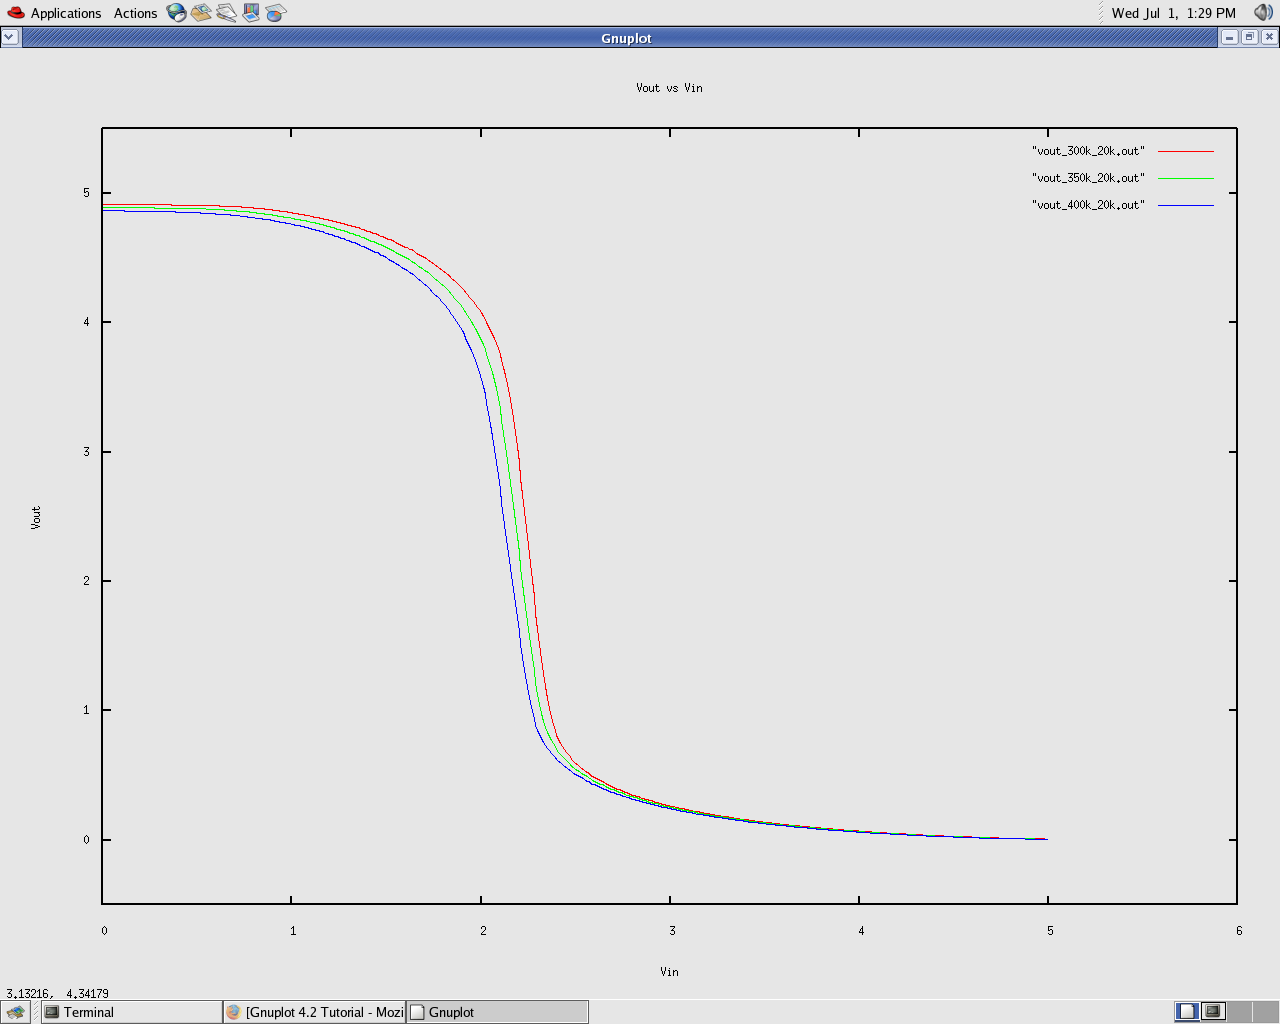 Applications Actions Wed Jul 1, 1:29 PM
Gnuplot
Vout vs Vin
"vout_300k_20k.out"
"vout_350k_20k.out"
"vout_400k_20k.out"
5
4
3
2
1
0
Vout
0 1 2 3 4 5 6
Vin
3.13216, 4.34179
Terminal [Gnuplot 4.2 Tutorial - Mozi Gnuplot